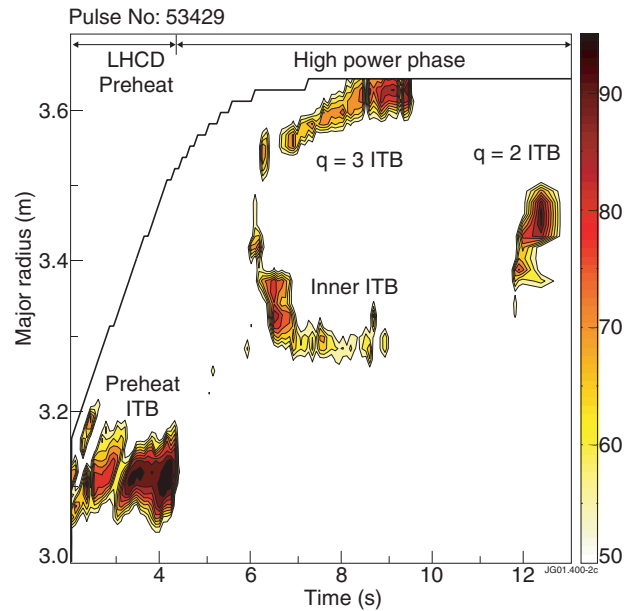 Pulse No: 53429
LHCD
Preheat
High power phase
q = 3 ITB
q = 2 ITB
Inner ITB
Preheat
ITB
Major radius (m)
3.6
3.4
3.2
3.0
4
6
8
10
12
Time (s)
90
80
70
60
50
JG01.400-2c